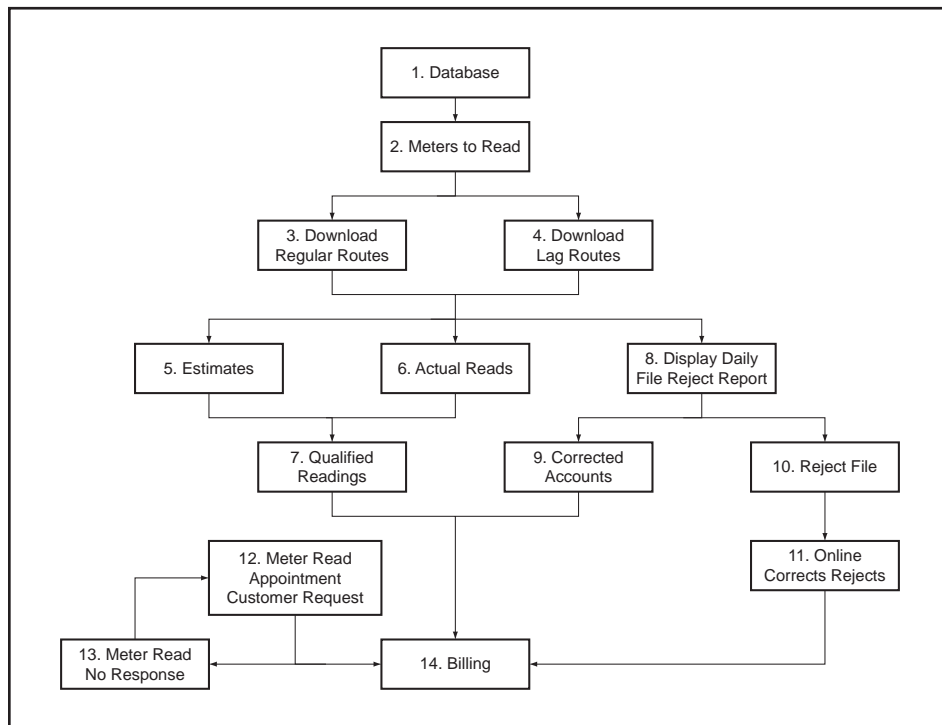 1. Database
2. Meters to Read
3. Download
Regular Routes
4. Download
Lag Routes
5. Estimates
6. Actual Reads
8. Display Daily
File Reject Report
7. Qualified
Readings
9. Corrected
Accounts
10. Reject File
12. Meter Read
Appointment
Customer Request
11. Online
Corrects Rejects
13. Meter Read
No Response
14. Billing